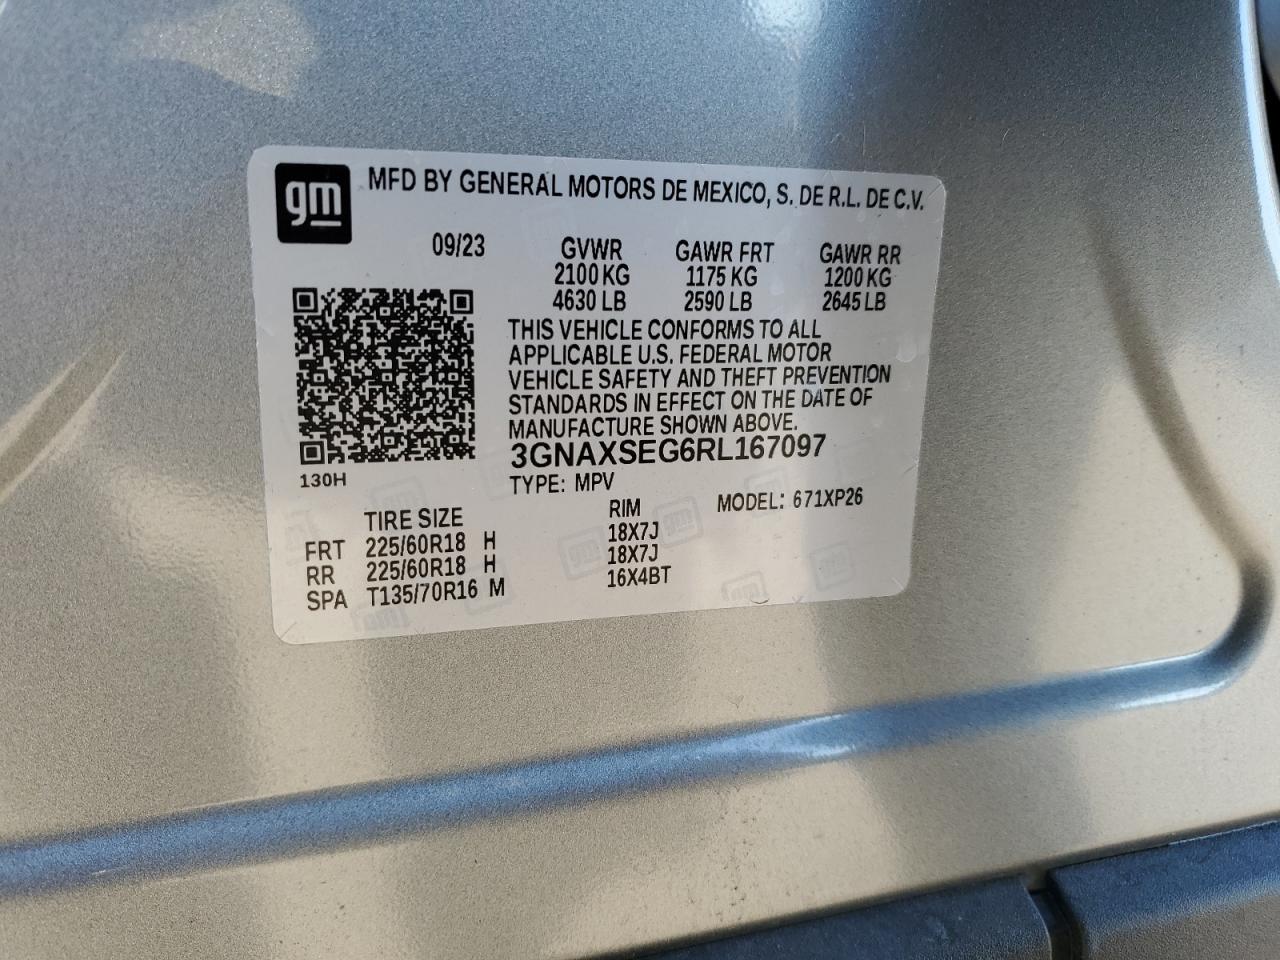 gm
MFD BY GENERAL MOTORS DE MEXICO, S. DE R.L. DE C.V.
09/23 GVWR GAWR FRT GAWR RR
2100 KG 1175 KG 1200 KG
4630 LB 2590 LB 2645 LB
THIS VEHICLE CONFORMS TO ALL
APPLICABLE U.S. FEDERAL MOTOR
VEHICLE SAFETY AND THEFT PREVENTION
STANDARDS IN EFFECT ON THE DATE OF
MANUFACTURE SHOWN ABOVE.
3GNAXSEG6RL167097
130H
TYPE: MPV
MODEL: 671XP26
TIRE SIZE RIM
FRT 225/60R18 H 18X7J
RR 225/60R18 H 18X7J
SPA T135/70R16 M 16X4BT